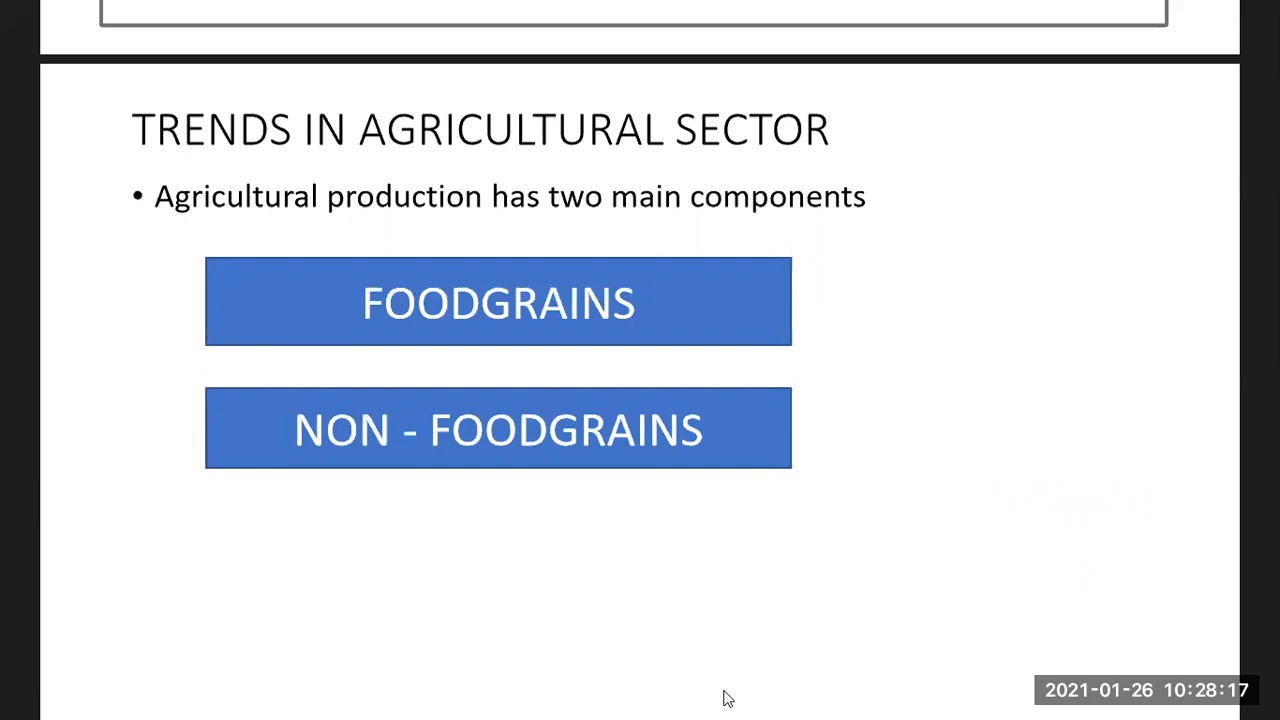 TRENDS IN AGRICULTURAL SECTOR
• Agricultural production has two main components
FOODGRAINS
NON - FOODGRAINS
2021-01-26 10:28:17